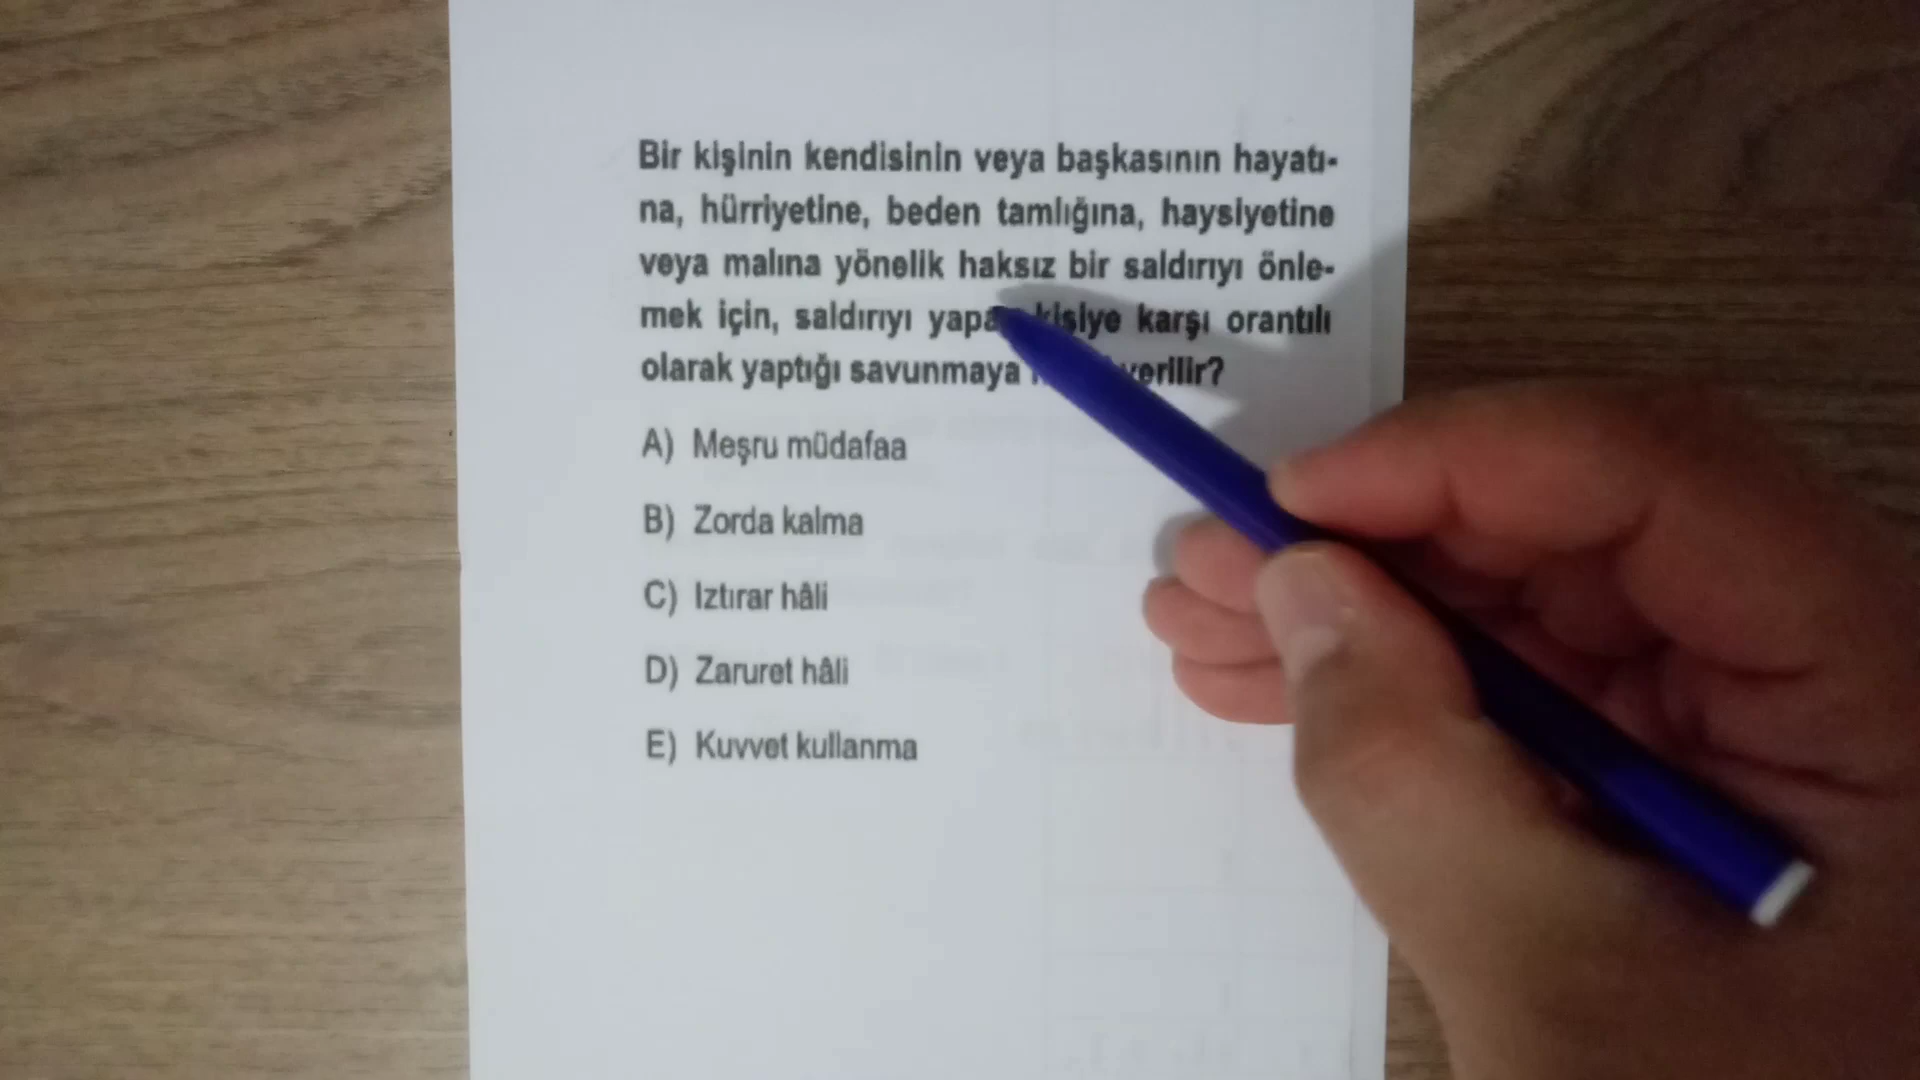 Bir kişinin kendisinin veya başkasının hayatı-
na, hürriyetine, beden tamlığına, haysiyetine
veya malına yönelik haksız bir saldırıyı önle-
mek için, saldırıyı yapan kişiye karşı orantılı
olarak yaptığı savunmaya verilir?
A) Meşru müdafaa
B) Zorda kalma
C) Iztırar hâli
D) Zaruret hâli
E) Kuvvet kullanma